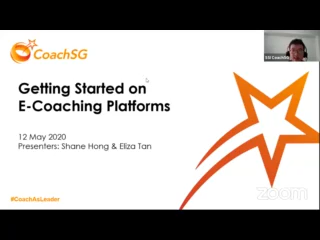 CoachSG
Getting Started on
E-Coaching Platforms
12 May 2020
Presenters: Shane Hong & Eliza Tan
#CoachAsLeader
zoom